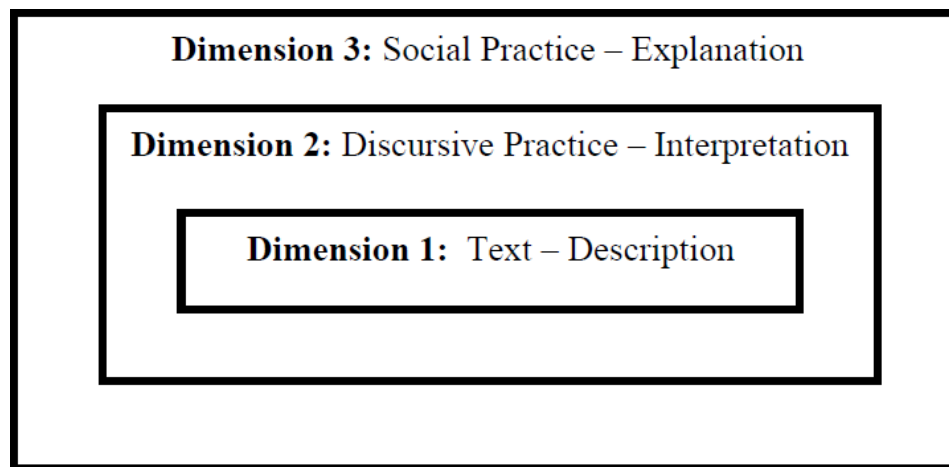 Dimension 3: Social Practice – Explanation
Dimension 2: Discursive Practice – Interpretation
Dimension 1: Text – Description